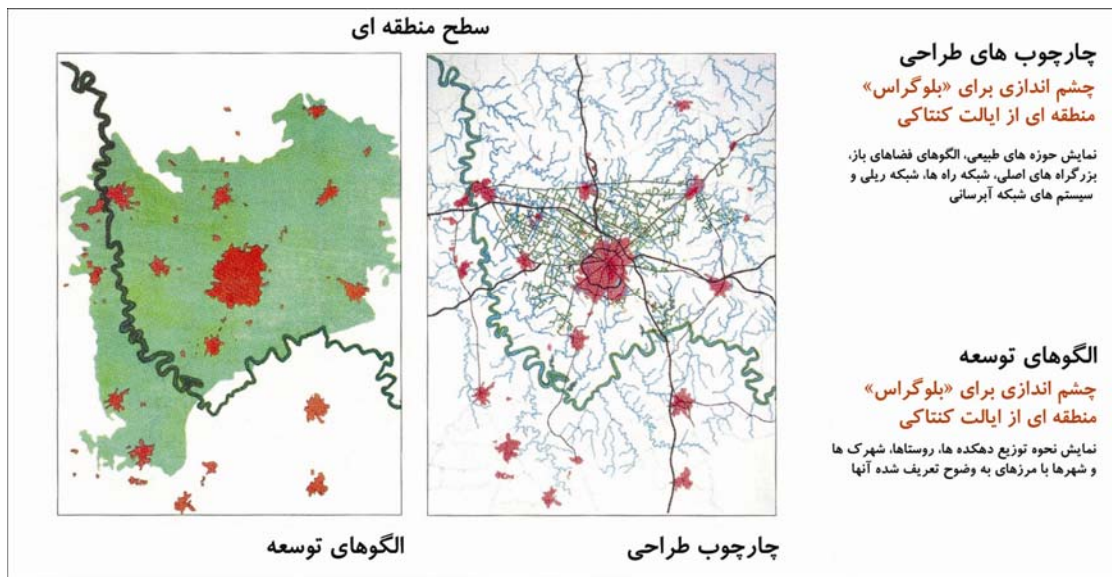 سطح منطقه ای
چارچوب های طراحی
چشم اندازی برای «بلوگراس»
منطقه ای از ایالت کنتاکی
نمایش حوزه های طبیعی، الگوهای فضاهای باز،
بزرگراه های اصلی، شبکه راه ها، شبکه ریلی و
سیستم های شبکه آبرسانی
الگوهای توسعه
چشم اندازی برای «بلوگراس»
منطقه ای از ایالت کنتاکی
نمایش نحوه توزیع دهکده ها، روستاها، شهرک ها
و شهرها با مرزهای به وضوح تعریف شده آنها
چارچوب طراحی
الگوهای توسعه